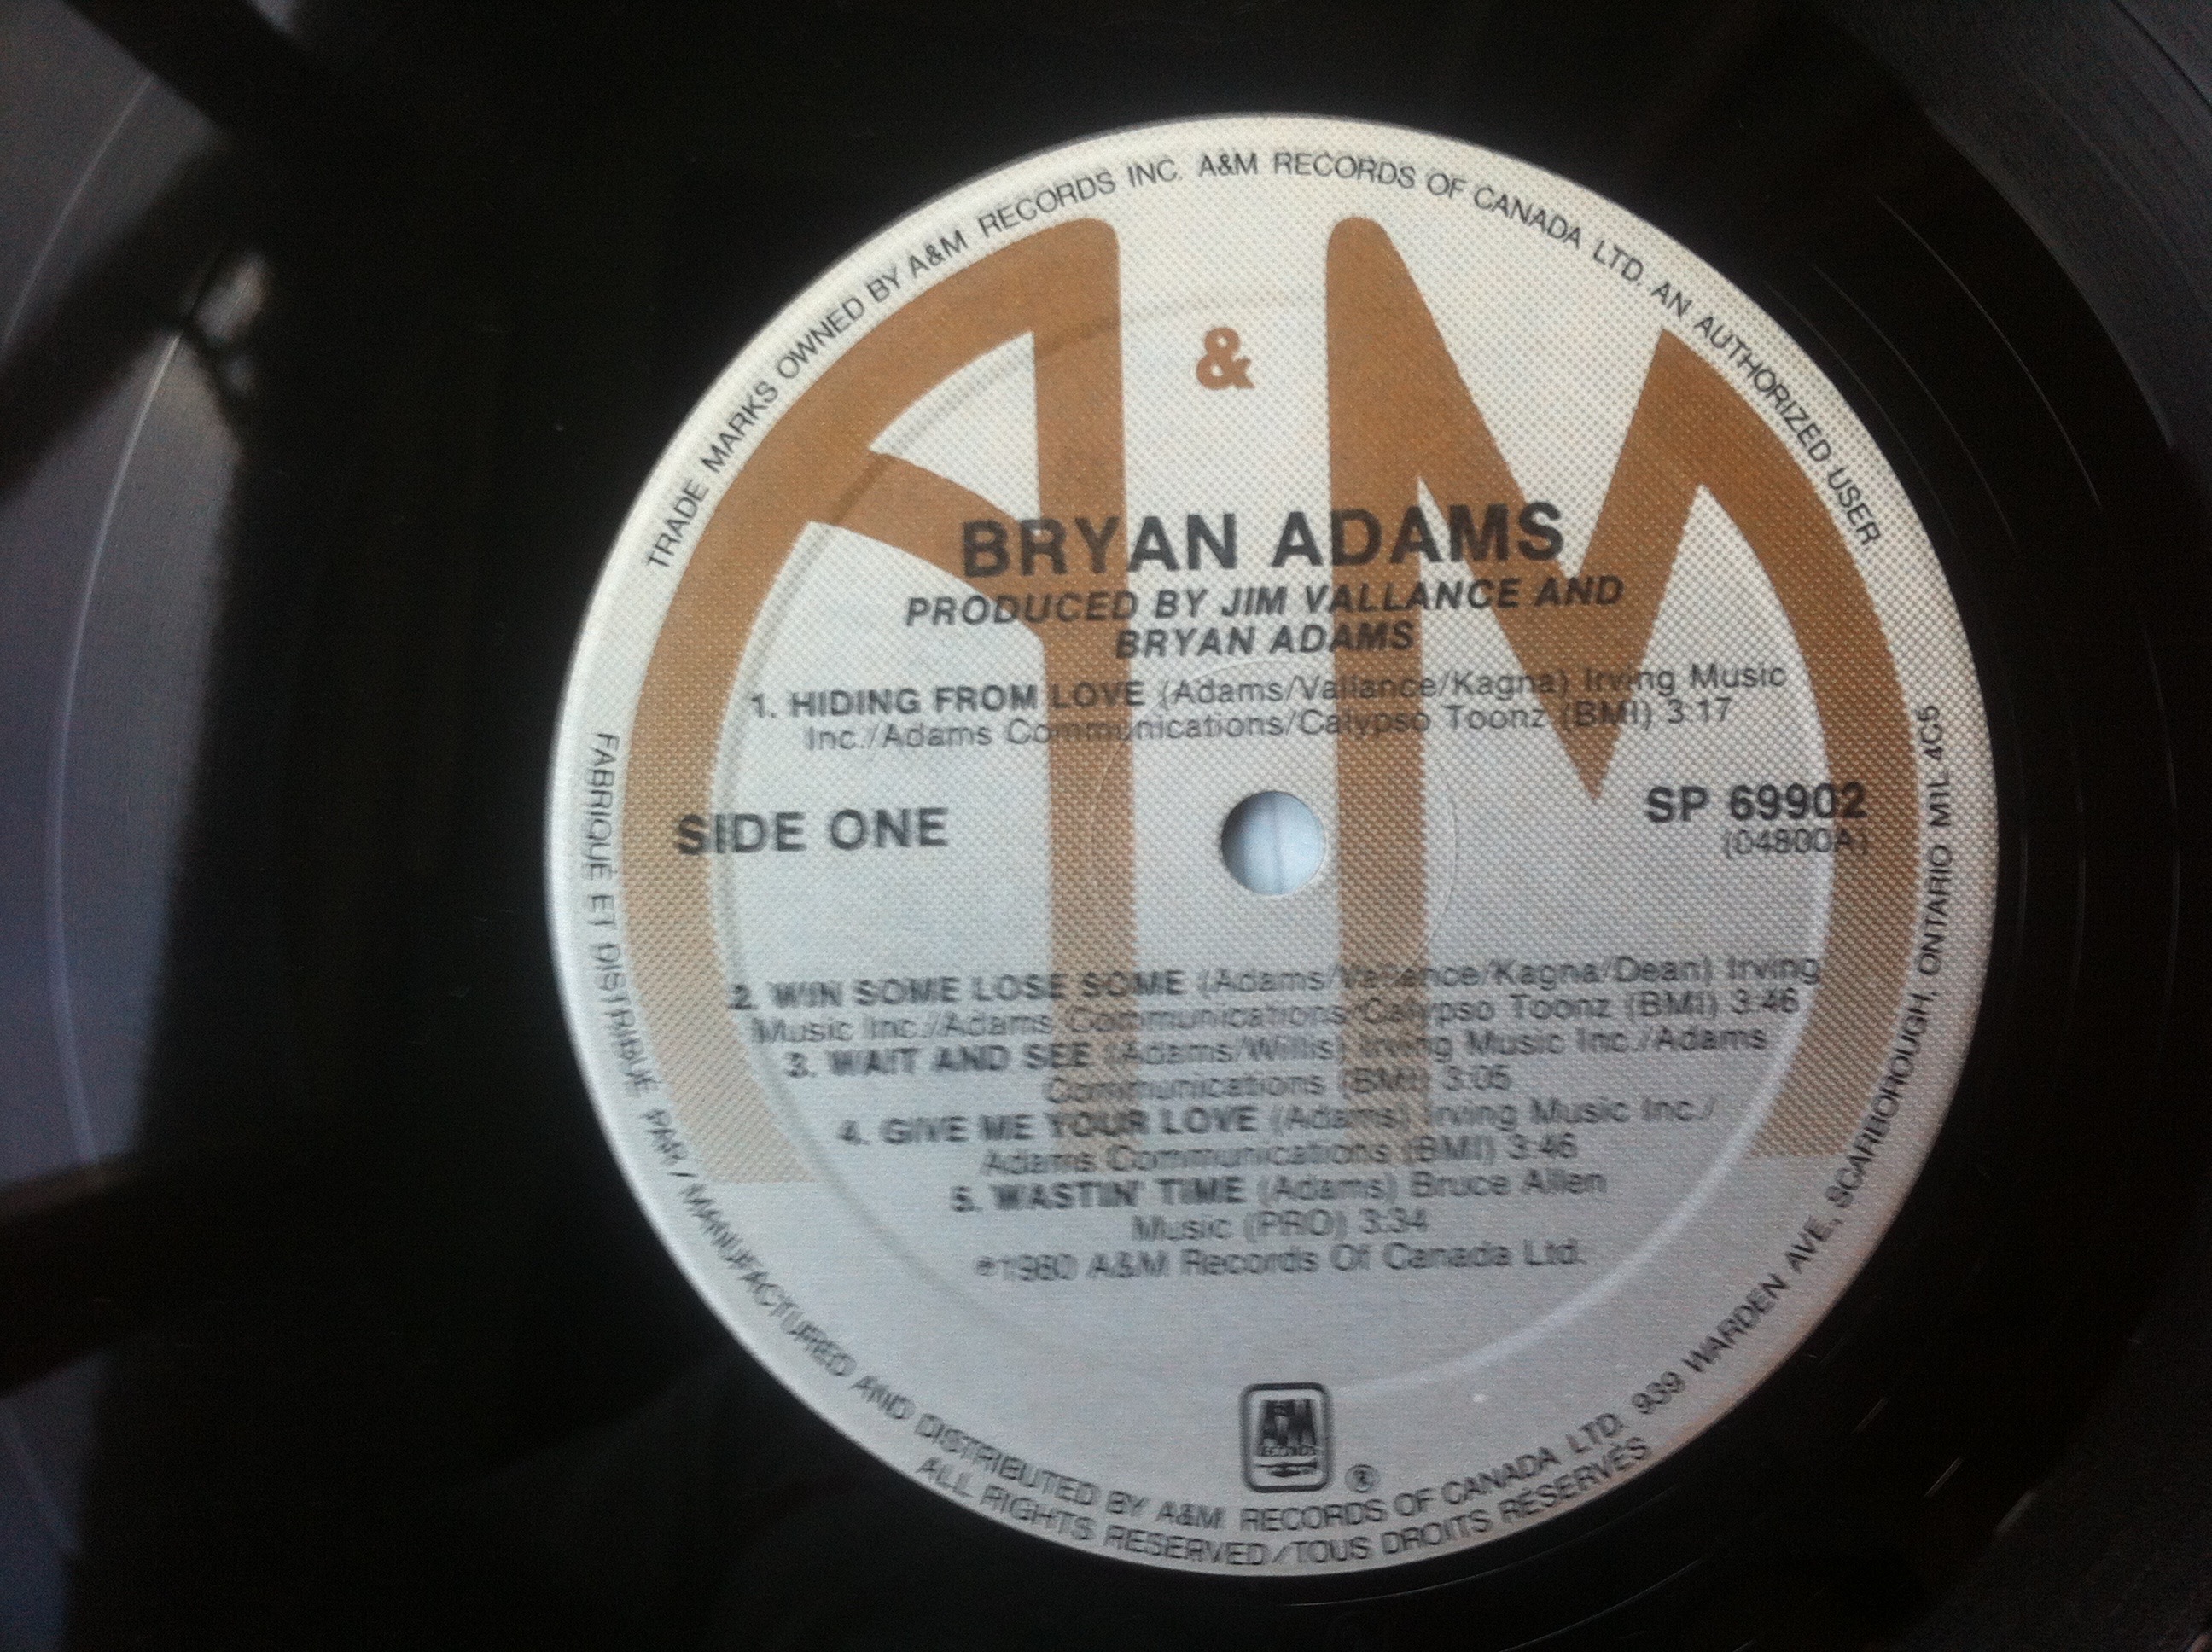 TRADE MARKS OWNED BY A&M RECORDS INC. A&M RECORDS OF CANADA LTD. AN AUTHORIZED USER
A & M
BRYAN ADAMS
PRODUCED BY JIM VALLANCE AND
BRYAN ADAMS
1. HIDING FROM LOVE (Adams/Vallance/Kagna) Irving Music
Inc./Adams Communications/Calypso Toonz (BMI) 3:17
SIDE ONE
SP 69902
(04800A)
2. WIN SOME LOSE SOME (Adams/Vallance/Kagna/Dean) Irving
Music Inc./Adams Communications/Calypso Toonz (BMI) 3:46
3. WAIT AND SEE (Adams/Willis) Irving Music Inc./Adams
Communications (BMI) 3:05
4. GIVE ME YOUR LOVE (Adams) Irving Music Inc./
Adams Communications (BMI) 3:46
5. WASTIN' TIME (Adams) Bruce Allen
Music (PRO) 3:34
℗1980 A&M Records Of Canada Ltd.
A&M
RECORDS
®
FABRIQUÉ ET DISTRIBUÉ PAR / MANUFACTURED AND DISTRIBUTED BY A&M RECORDS OF CANADA LTD. 939 WARDEN AVE., SCARBOROUGH, ONTARIO M1L 4C5
ALL RIGHTS RESERVED/TOUS DROITS RESERVÉS